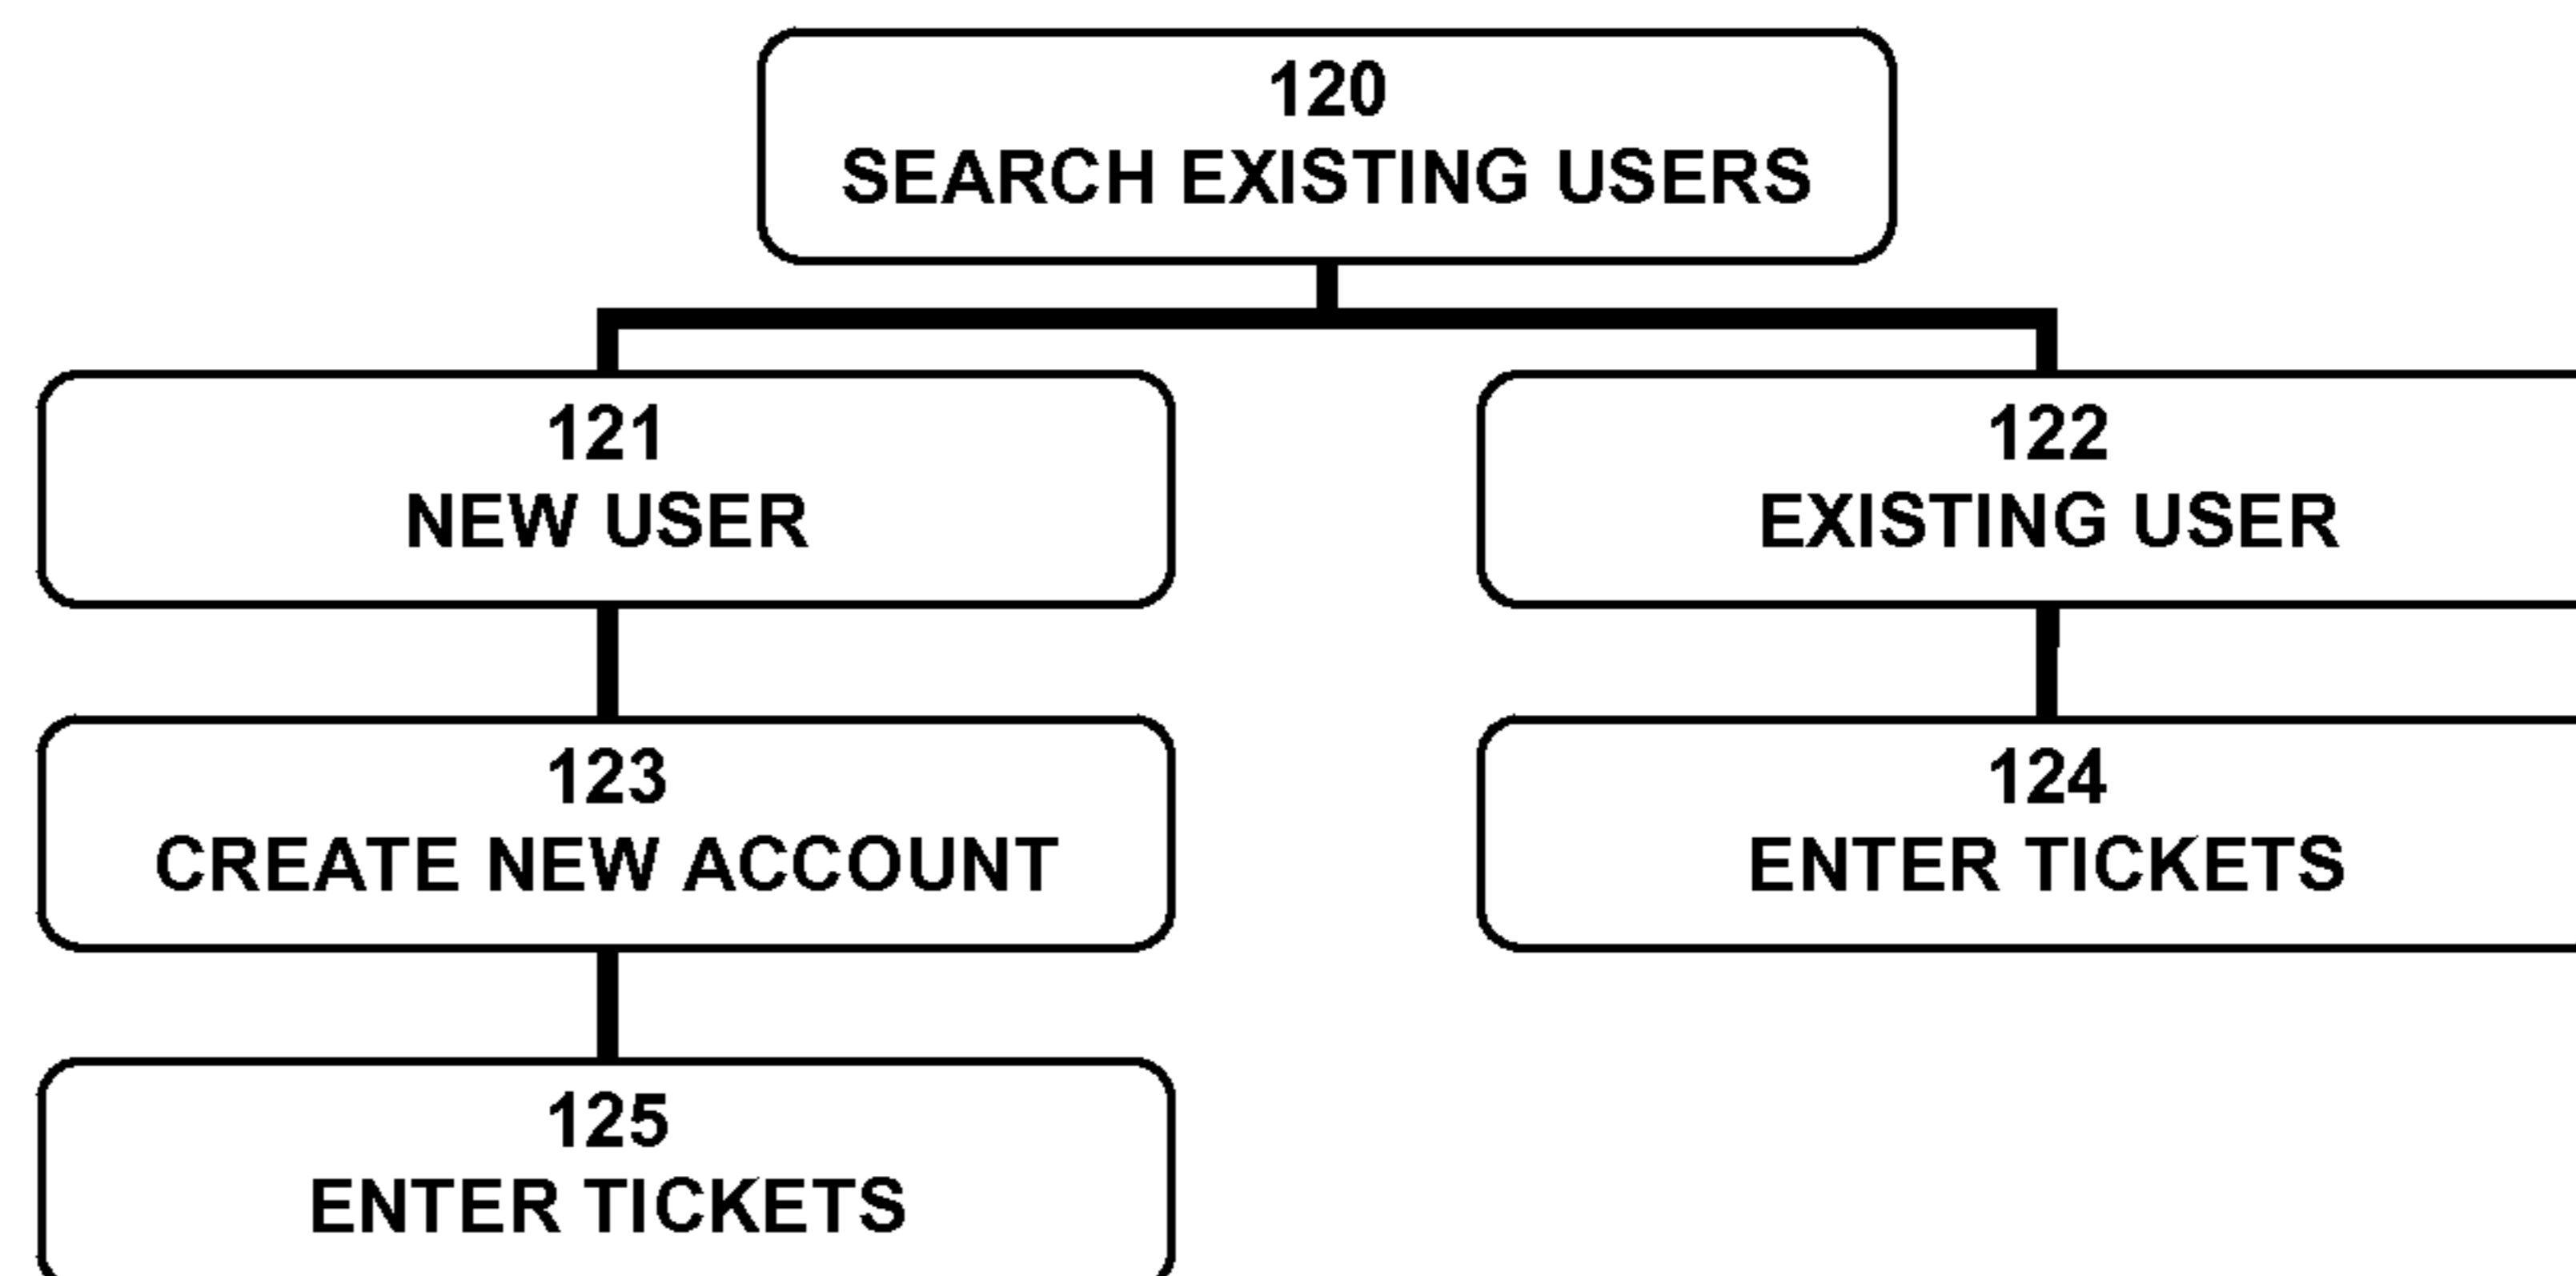 120
SEARCH EXISTING USERS
121
NEW USER
122
EXISTING USER
123
CREATE NEW ACCOUNT
124
ENTER TICKETS
125
ENTER TICKETS